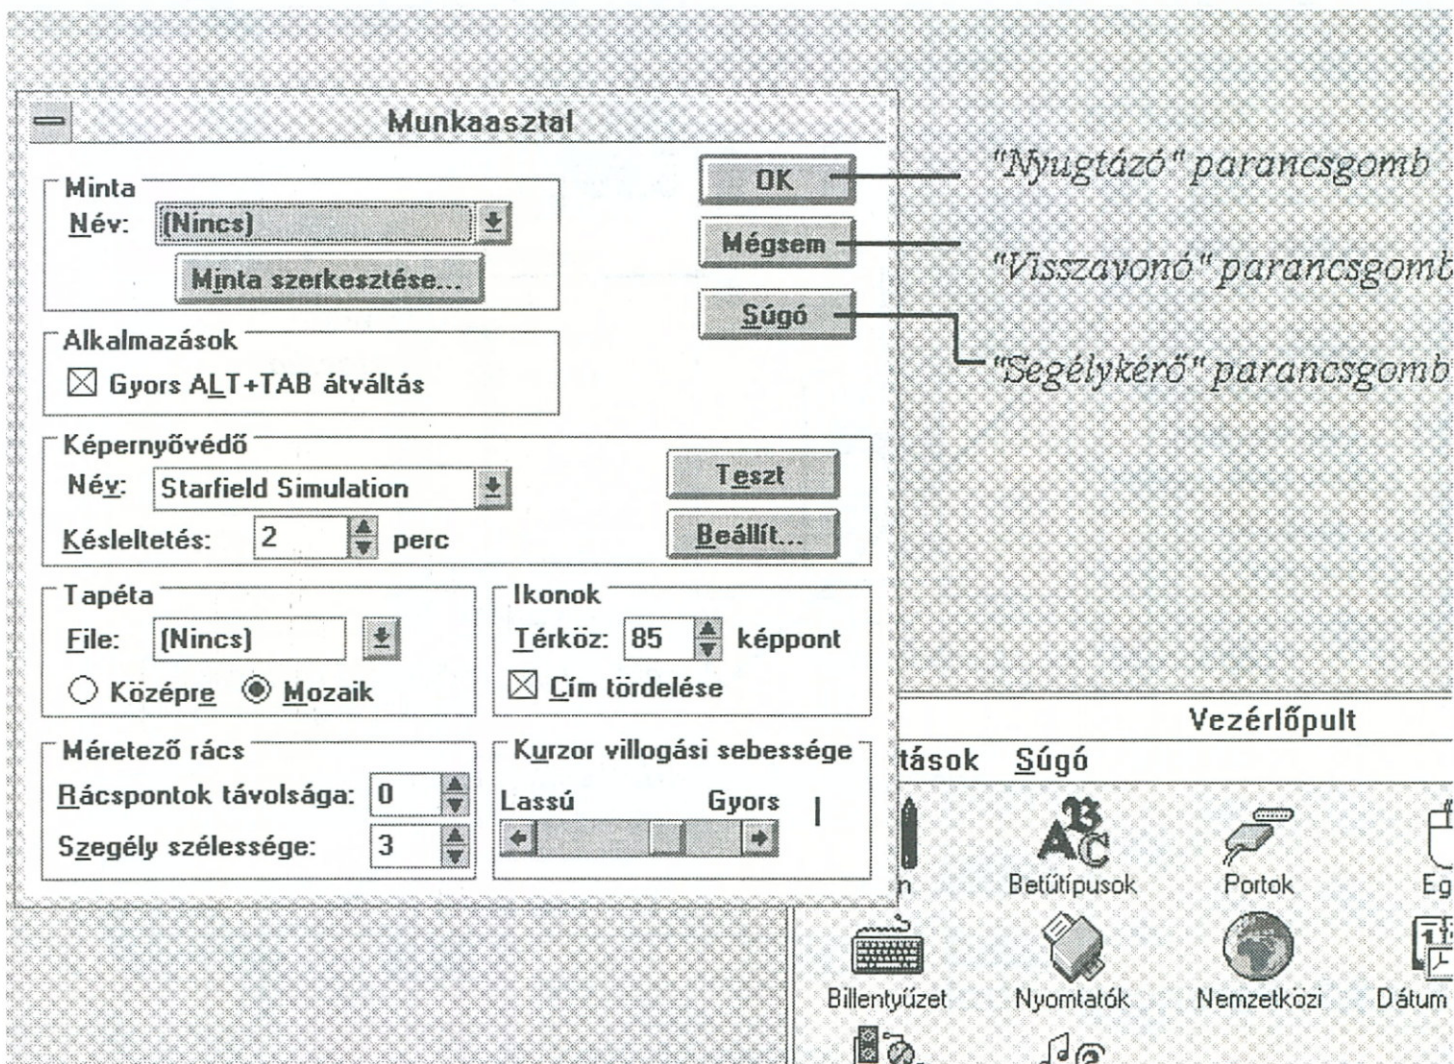 Munkaasztal
Minta
Név: (Nincs)
Minta szerkesztése...
OK
Mégsem
Súgó
"Nyugtázó" parancsgomb
"Visszavonó" parancsgomb
"Segélykérő" parancsgomb
Alkalmazások
Gyors ALT+TAB átváltás
Képernyővédő
Név: Starfield Simulation
Késleltetés: 2 perc
Teszt
Beállít...
Tapéta
File: (Nincs)
Középre Mozaik
Ikonok
Térköz: 85 képpont
Cím tördelése
Méretező rács
Rácspontok távolsága: 0
Szegély szélessége: 3
Kurzor villogási sebessége
Lassú Gyors
Vezérlőpult
tások Súgó
n Betűtípusok Portok Eg
Billentyűzet Nyomtatók Nemzetközi Dátum